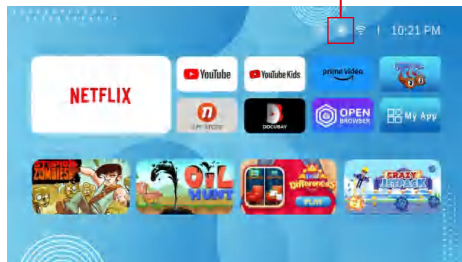 10:21 PM
NETFLIX
YouTube
YouTube Kids
prime video
DOCUBAY
OPEN
BROWSER
My App
ZOMBIES!
OIL
HUNT
Differences
PLAY
CRAZY
JETPACK